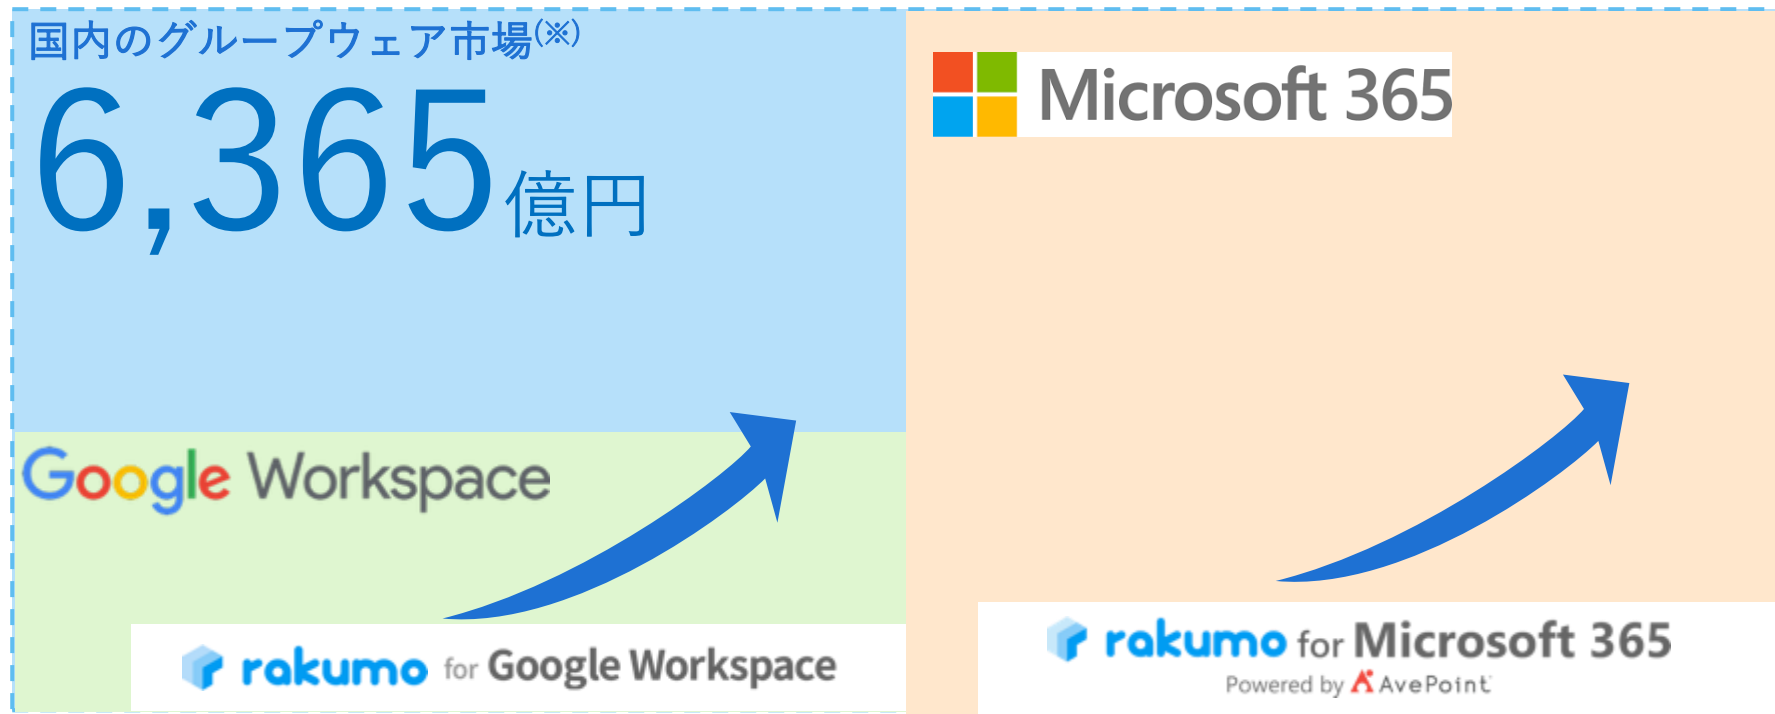 国内のグループウェア市場(※)
6,365億円
Microsoft 365
Google Workspace
rakumo for Google Workspace
rakumo for Microsoft 365
Powered by AvePoint